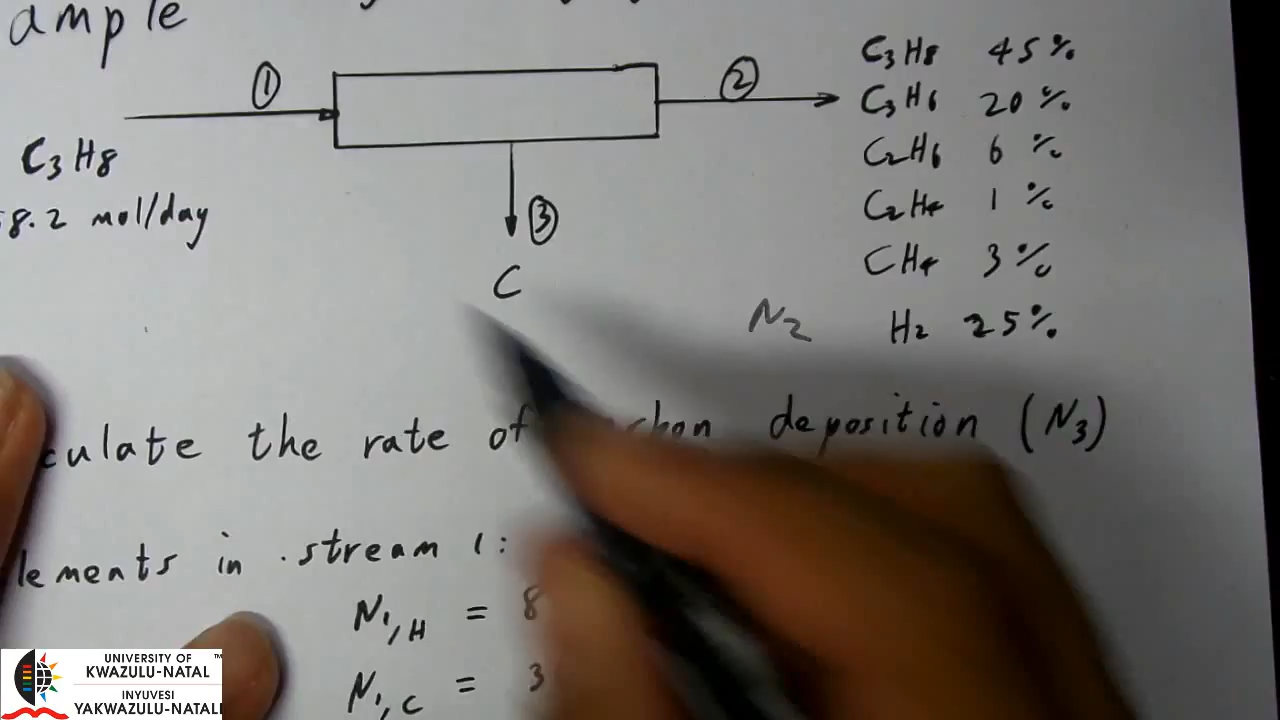 ample
①
②
C3H8
8.2 mol/day
③
C
C3H8 45%
C3H6 20%
C2H6 6%
C2H4 1%
CH4 3%
N2 H2 25%
culate the rate of deposition (N3)
lements in stream 1:
N1,H = 8
N1,C = 3
UNIVERSITY OF
KWAZULU-NATAL™
INYUVESI
YAKWAZULU-NATALI